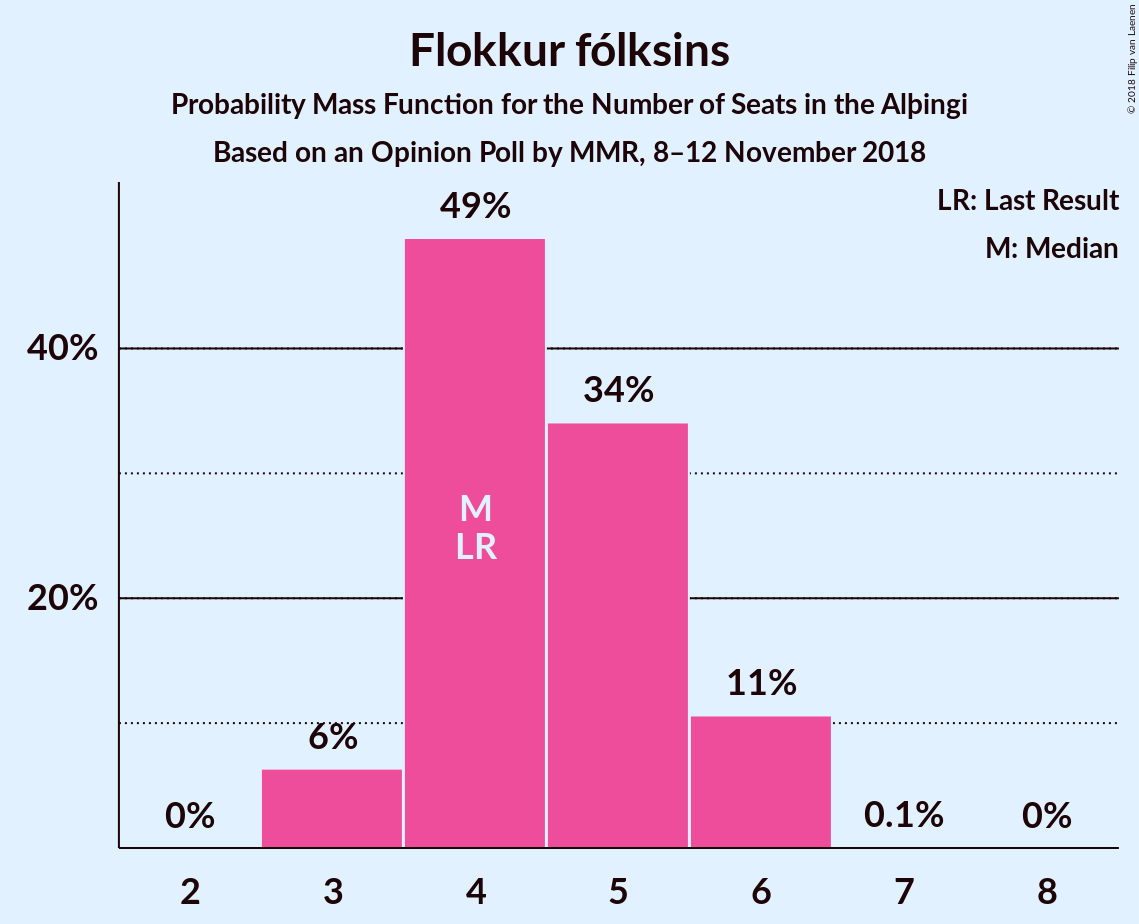 Flokkur fólksins
Probability Mass Function for the Number of Seats in the Alþingi
Based on an Opinion Poll by MMR, 8–12 November 2018
© 2018 Filip van Laenen
LR: Last Result
M: Median
49%
40%
34%
M
LR
20%
11%
6%
0%
0.1%
0%
2 3 4 5 6 7 8